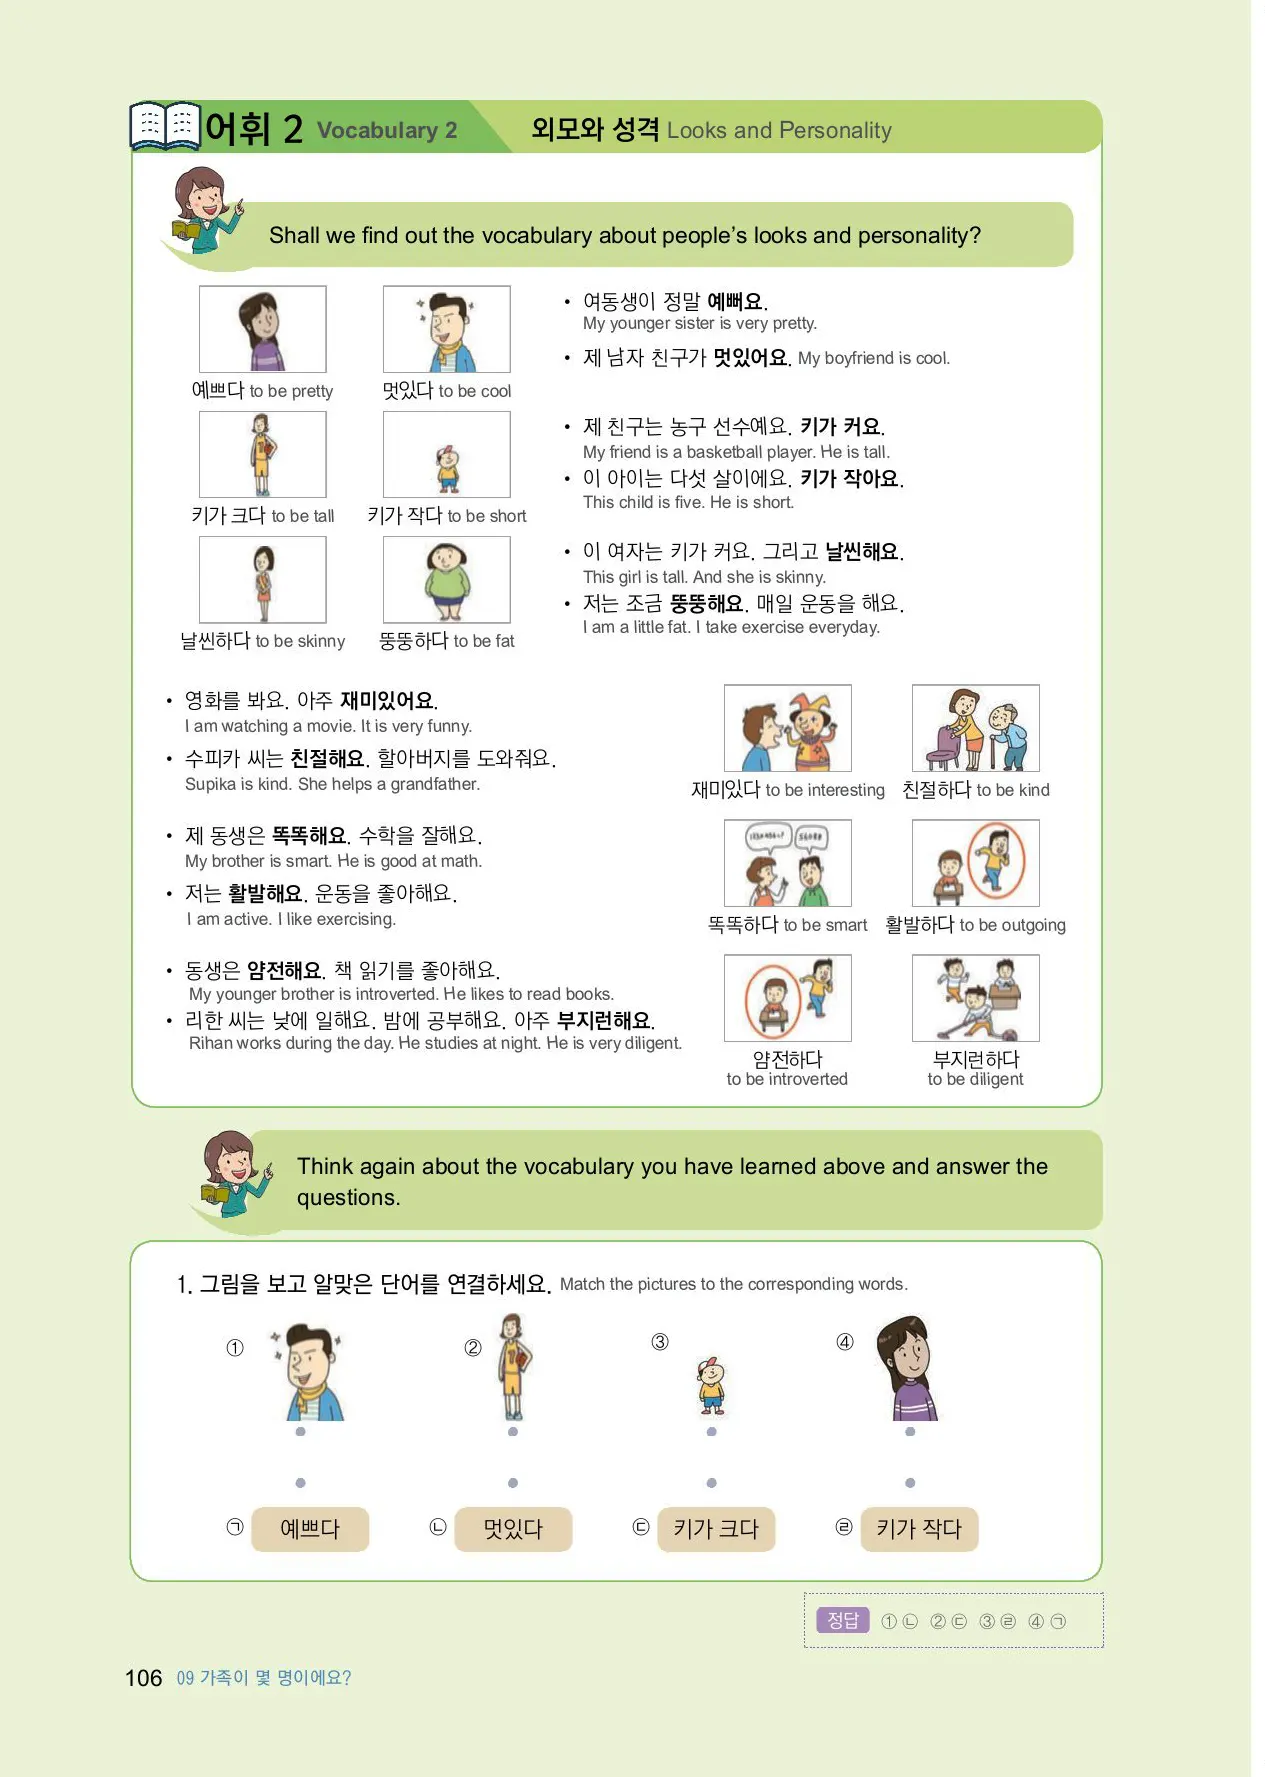 어휘 2 Vocabulary 2 외모와 성격 Looks and Personality
Shall we find out the vocabulary about people's looks and personality?
예쁘다 to be pretty
멋있다 to be cool
• 여동생이 정말 예뻐요.
My younger sister is very pretty.
• 제 남자 친구가 멋있어요. My boyfriend is cool.
키가 크다 to be tall
키가 작다 to be short
• 제 친구는 농구 선수예요. 키가 커요.
My friend is a basketball player. He is tall.
• 이 아이는 다섯 살이에요. 키가 작아요.
This child is five. He is short.
날씬하다 to be skinny
뚱뚱하다 to be fat
• 이 여자는 키가 커요. 그리고 날씬해요.
This girl is tall. And she is skinny.
• 저는 조금 뚱뚱해요. 매일 운동을 해요.
I am a little fat. I take exercise everyday.
• 영화를 봐요. 아주 재미있어요.
I am watching a movie. It is very funny.
• 수피카 씨는 친절해요. 할아버지를 도와줘요.
Supika is kind. She helps a grandfather.
재미있다 to be interesting
친절하다 to be kind
• 제 동생은 똑똑해요. 수학을 잘해요.
My brother is smart. He is good at math.
• 저는 활발해요. 운동을 좋아해요.
I am active. I like exercising.
똑똑하다 to be smart
활발하다 to be outgoing
• 동생은 얌전해요. 책 읽기를 좋아해요.
My younger brother is introverted. He likes to read books.
• 리한 씨는 낮에 일해요. 밤에 공부해요. 아주 부지런해요.
Rihan works during the day. He studies at night. He is very diligent.
얌전하다
to be introverted
부지런하다
to be diligent
Think again about the vocabulary you have learned above and answer the
questions.
1. 그림을 보고 알맞은 단어를 연결하세요. Match the pictures to the corresponding words.
① ② ③ ④
㉠ 예쁘다 ㉡ 멋있다 ㉢ 키가 크다 ㉣ 키가 작다
정답 ①㉡ ②㉢ ③㉣ ④㉠
106 09 가족이 몇 명이에요?